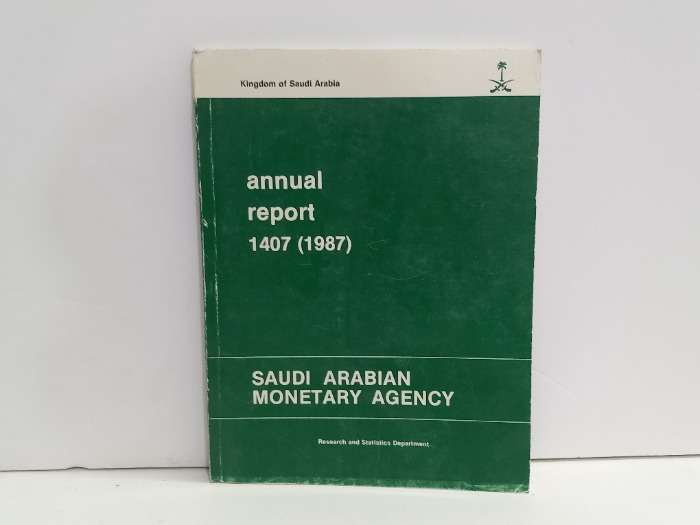 Kingdom of Saudi Arabia
annual
report
1407 (1987)
SAUDI ARABIAN
MONETARY AGENCY
Research and Statistics Department